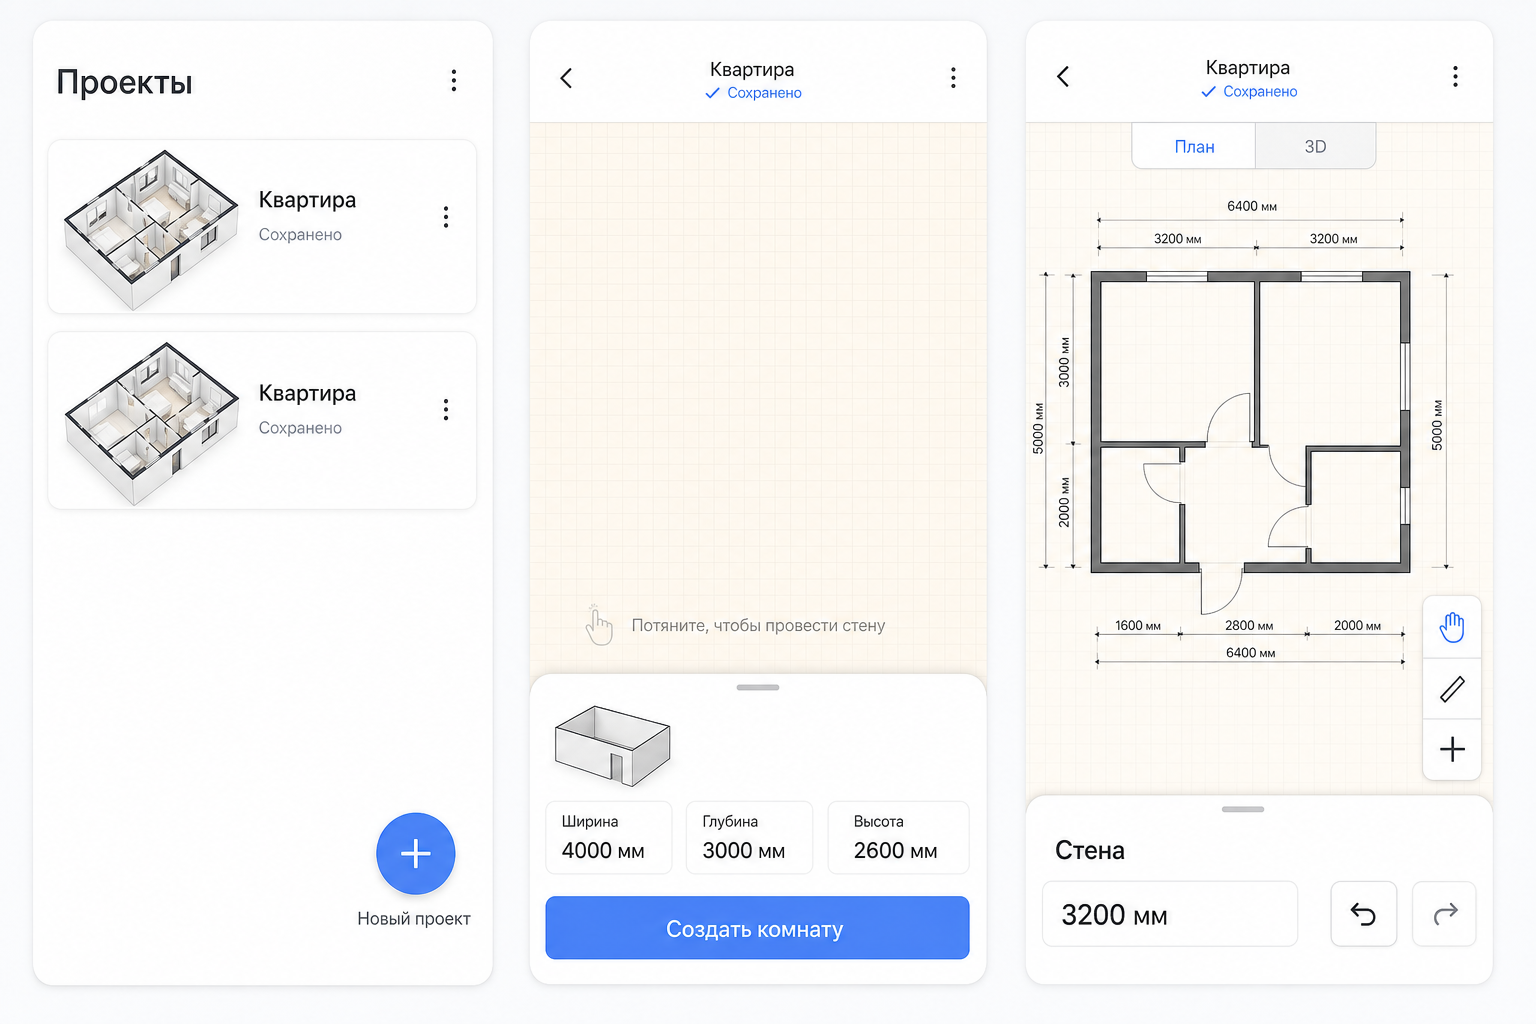 Проекты
Квартира
Сохранено
Квартира
Сохранено
Новый проект
Квартира
Сохранено
Потяните, чтобы провести стену
Ширина
4000 мм
Глубина
3000 мм
Высота
2600 мм
Создать комнату
Квартира
Сохранено
План
3D
6400 мм
3200 мм
3200 мм
3000 мм
5000 мм
2000 мм
5000 мм
1600 мм
2800 мм
2000 мм
6400 мм
Стена
3200 мм